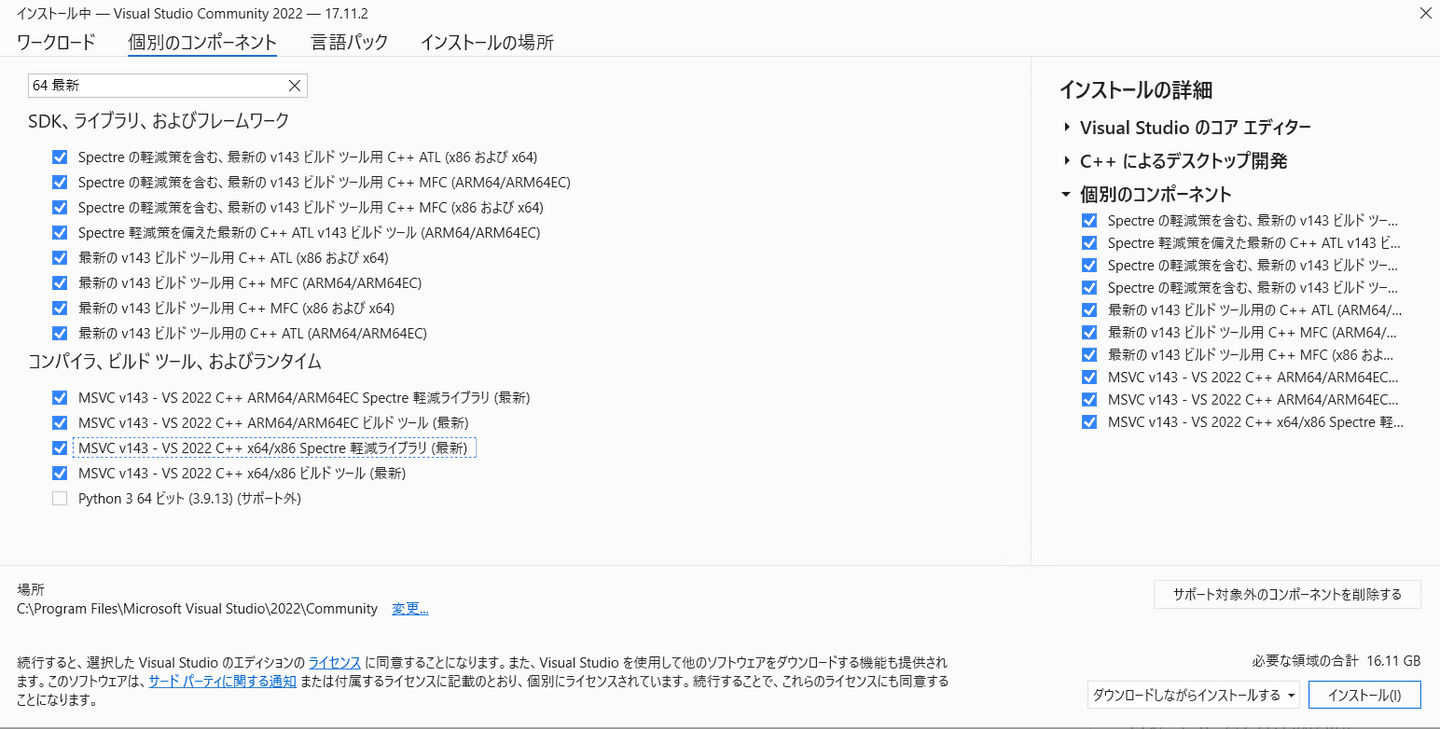 インストール中 — Visual Studio Community 2022 — 17.11.2
ワークロード 個別のコンポーネント 言語パック インストールの場所
64 最新
SDK、ライブラリ、およびフレームワーク
Spectre の軽減策を含む、最新の v143 ビルド ツール用 C++ ATL (x86 および x64)
Spectre の軽減策を含む、最新の v143 ビルド ツール用 C++ MFC (ARM64/ARM64EC)
Spectre の軽減策を含む、最新の v143 ビルド ツール用 C++ MFC (x86 および x64)
Spectre 軽減策を備えた最新の C++ ATL v143 ビルド ツール (ARM64/ARM64EC)
最新の v143 ビルド ツール用 C++ ATL (x86 および x64)
最新の v143 ビルド ツール用 C++ MFC (ARM64/ARM64EC)
最新の v143 ビルド ツール用 C++ MFC (x86 および x64)
最新の v143 ビルド ツール用の C++ ATL (ARM64/ARM64EC)
コンパイラ、ビルド ツール、およびランタイム
MSVC v143 - VS 2022 C++ ARM64/ARM64EC Spectre 軽減ライブラリ (最新)
MSVC v143 - VS 2022 C++ ARM64/ARM64EC ビルド ツール (最新)
MSVC v143 - VS 2022 C++ x64/x86 Spectre 軽減ライブラリ (最新)
MSVC v143 - VS 2022 C++ x64/x86 ビルド ツール (最新)
Python 3 64 ビット (3.9.13) (サポート外)
インストールの詳細
Visual Studio のコア エディター
C++ によるデスクトップ開発
個別のコンポーネント
Spectre の軽減策を含む、最新の v143 ビルド ツー...
Spectre 軽減策を備えた最新の C++ ATL v143 ビ...
Spectre の軽減策を含む、最新の v143 ビルド ツー...
Spectre の軽減策を含む、最新の v143 ビルド ツー...
最新の v143 ビルド ツール用の C++ ATL (ARM64/...
最新の v143 ビルド ツール用 C++ MFC (ARM64/...
最新の v143 ビルド ツール用 C++ MFC (x86 およ...
MSVC v143 - VS 2022 C++ ARM64/ARM64EC...
MSVC v143 - VS 2022 C++ ARM64/ARM64EC...
MSVC v143 - VS 2022 C++ x64/x86 Spectre 軽...
場所
C:\Program Files\Microsoft Visual Studio\2022\Community 変更...
サポート対象外のコンポーネントを削除する
続行すると、選択した Visual Studio のエディションの ライセンス に同意することになります。また、Visual Studio を使用して他のソフトウェアをダウンロードする機能も提供され
ます。このソフトウェアは、サード パーティに関する通知 または付属するライセンスに記載のとおり、個別にライセンスされています。続行することで、これらのライセンスにも同意する
ことになります。
必要な領域の合計 16.11 GB
ダウンロードしながらインストールする インストール(I)